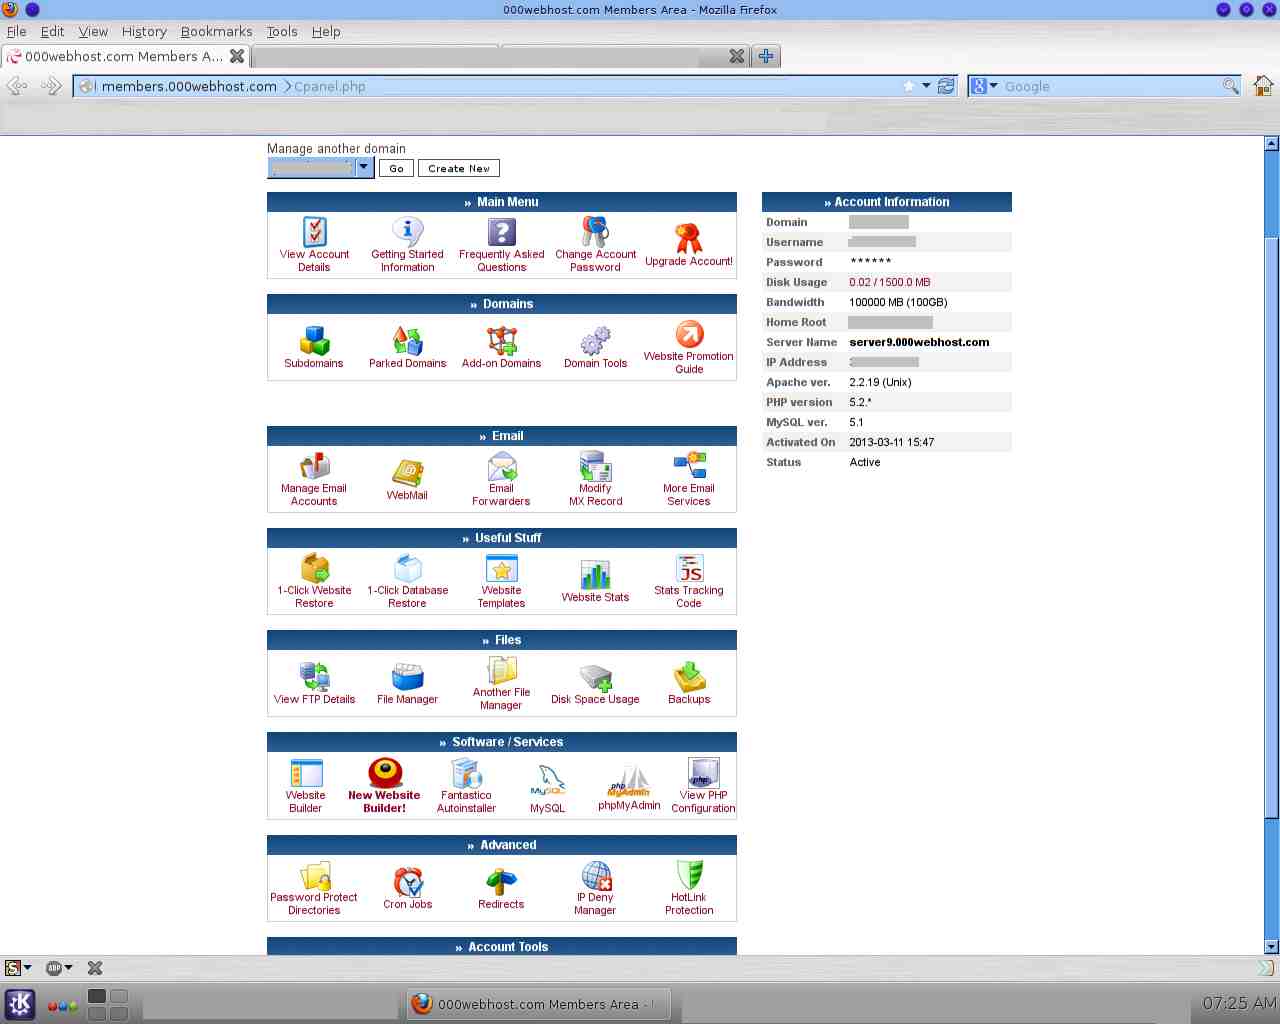 000webhost.com Members Area - Mozilla Firefox
File Edit View History Bookmarks Tools Help
000webhost.com Members A...
members.000webhost.com Cpanel.php
Google
Manage another domain
Go Create New
» Main Menu
View Account Details
Getting Started Information
Frequently Asked Questions
Change Account Password
Upgrade Account!
» Domains
Subdomains
Parked Domains
Add-on Domains
Domain Tools
Website Promotion Guide
» Email
Manage Email Accounts
WebMail
Email Forwarders
Modify MX Record
More Email Services
» Useful Stuff
1-Click Website Restore
1-Click Database Restore
Website Templates
Website Stats
JS
Stats Tracking Code
» Files
View FTP Details
File Manager
Another File Manager
Disk Space Usage
Backups
» Software / Services
Website Builder
New Website Builder!
Fantastico Autoinstaller
MySQL
MySQL
php MyAdmin
phpMyAdmin
php
View PHP Configuration
» Advanced
Password Protect Directories
Cron Jobs
Redirects
IP Deny Manager
HotLink Protection
» Account Tools
» Account Information
Domain
Username
Password ******
Disk Usage 0.02 / 1500.0 MB
Bandwidth 100000 MB (100GB)
Home Root
Server Name server9.000webhost.com
IP Address
Apache ver. 2.2.19 (Unix)
PHP version 5.2.*
MySQL ver. 5.1
Activated On 2013-03-11 15:47
Status Active
ABP
000webhost.com Members Area -
07:25 AM